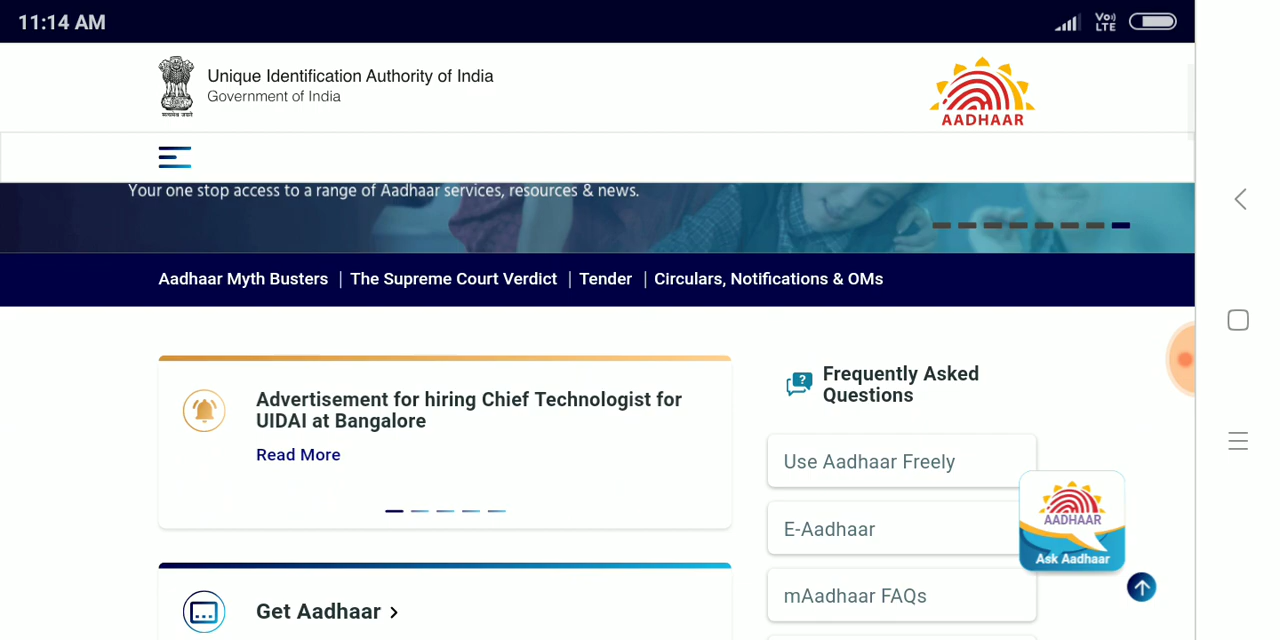 11:14 AM
Vo)) LTE
Unique Identification Authority of India
Government of India
सत्यमेव जयते
AADHAAR
Your one stop access to a range of Aadhaar services, resources & news.
Aadhaar Myth Busters | The Supreme Court Verdict | Tender | Circulars, Notifications & OMs
Advertisement for hiring Chief Technologist for
UIDAI at Bangalore
Read More
Frequently Asked
Questions
Use Aadhaar Freely
E-Aadhaar
mAadhaar FAQs
AADHAAR
Ask Aadhaar
Get Aadhaar >